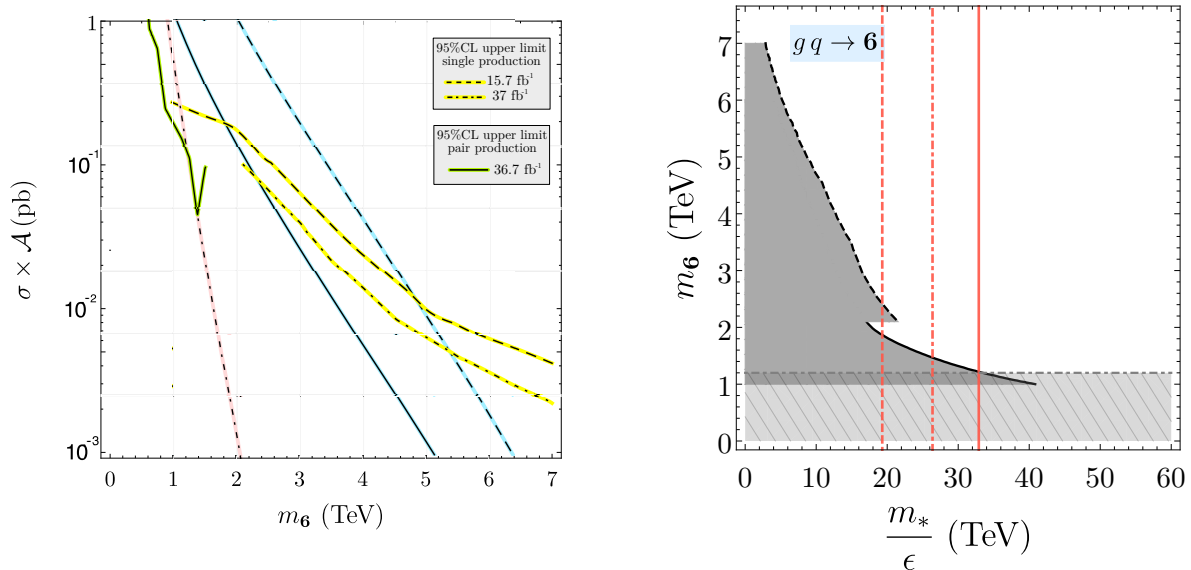 1
10⁻¹
10⁻²
10⁻³
σ × 𝒜 (pb)
0 1 2 3 4 5 6 7
m₆ (TeV)
95%CL upper limit
single production
15.7 fb⁻¹
37 fb⁻¹
95%CL upper limit
pair production
36.7 fb⁻¹
g q → 6
7
6
5
4
3
2
1
0
m₆ (TeV)
0 10 20 30 40 50 60
m∗
ϵ
(TeV)